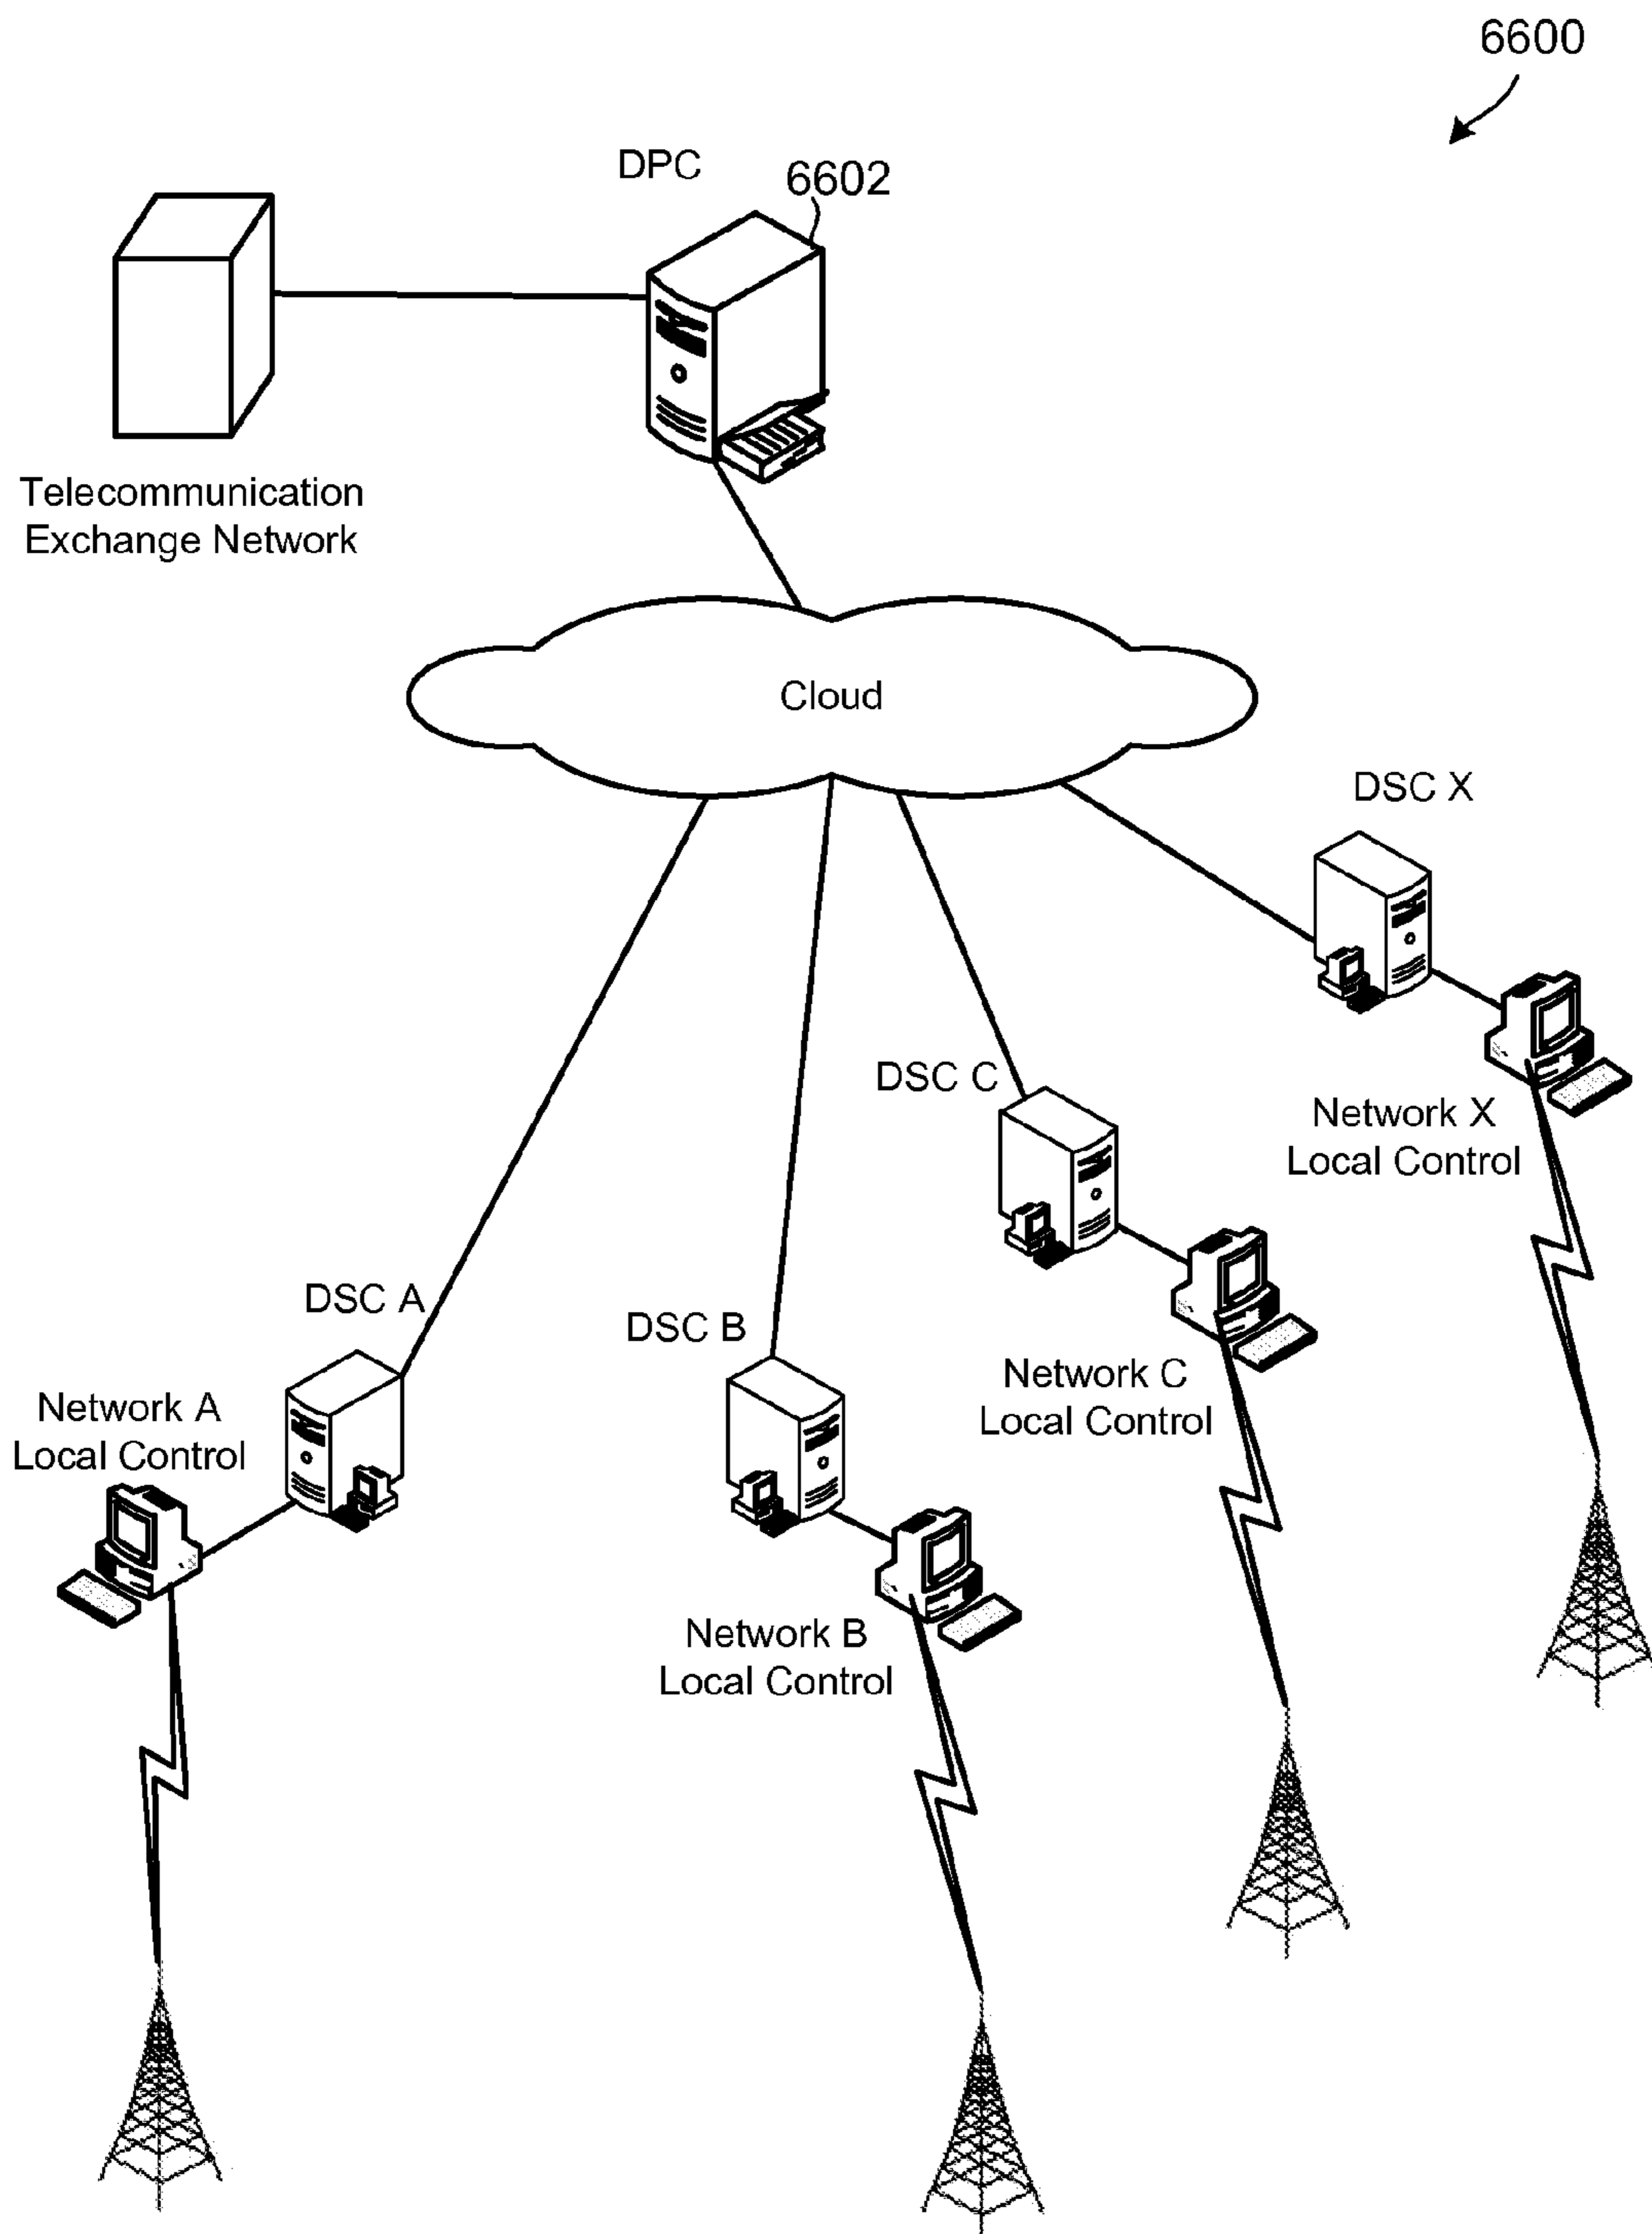 6600
DPC
6602
Telecommunication
Exchange Network
Cloud
DSC X
Network X
Local Control
DSC C
Network C
Local Control
DSC A
DSC B
Network A
Local Control
Network B
Local Control